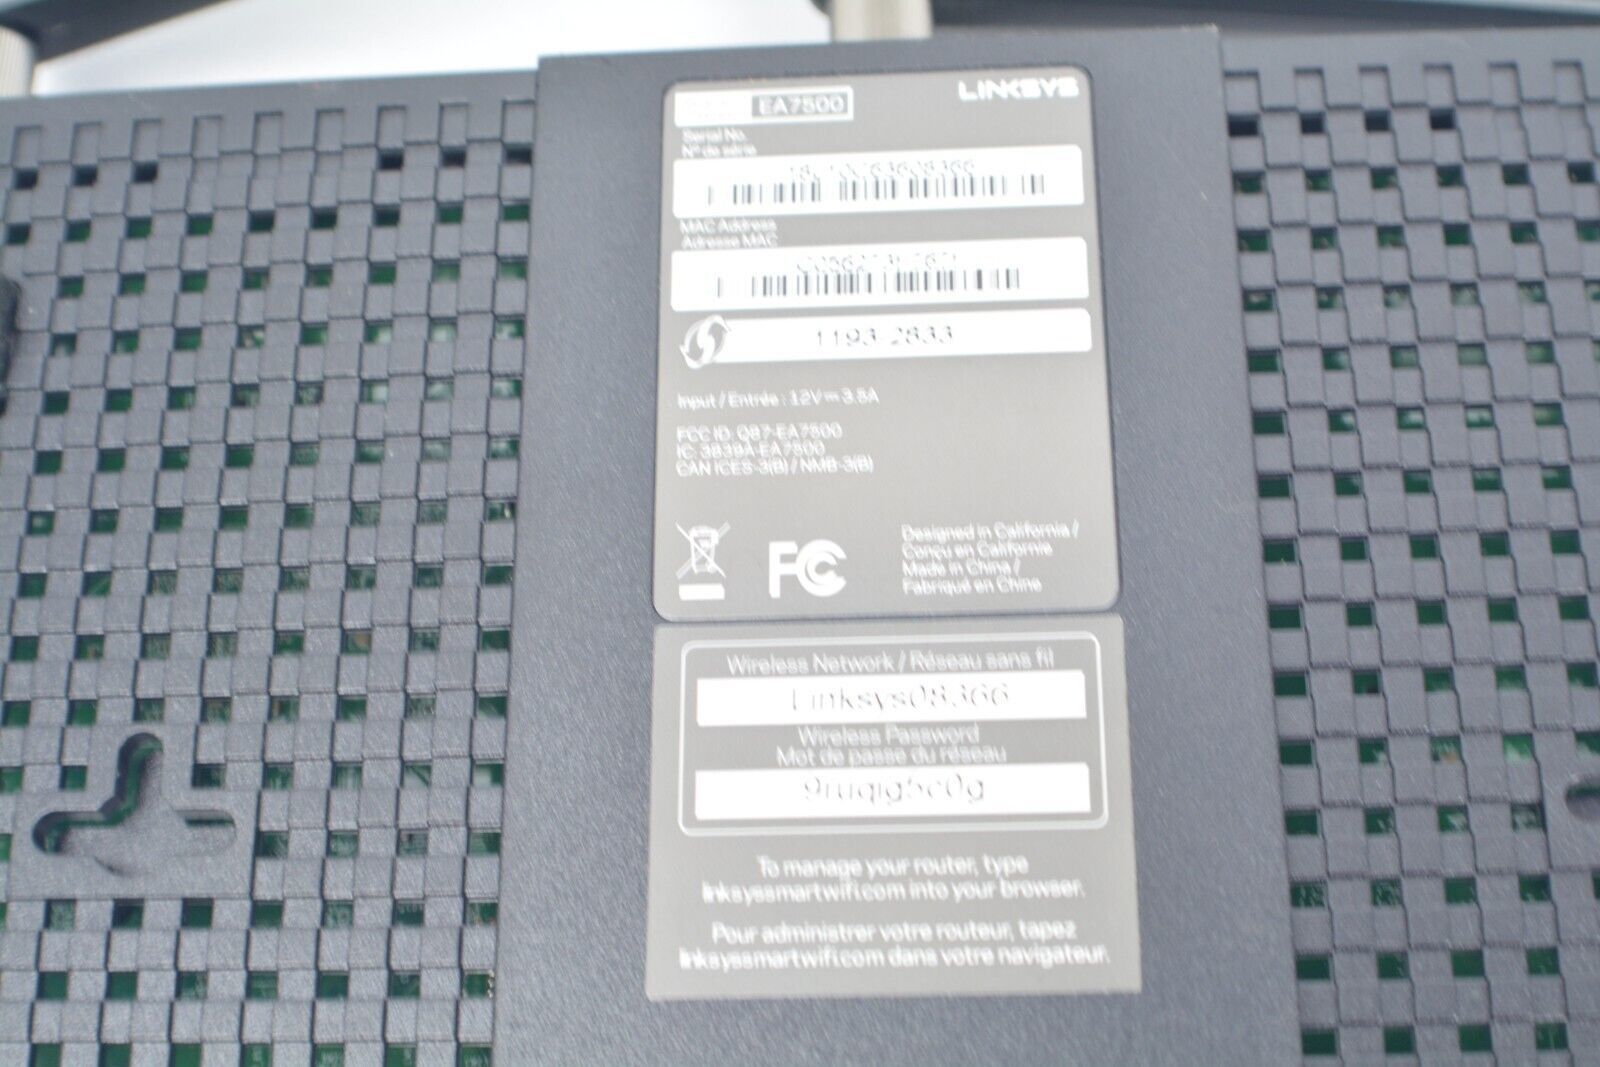 EA7500
LINKSYS
Serial No.
N° de série
MAC Address
Adresse MAC
1193-2833
Input / Entrée : 12V⎓3.5A
FCC ID: Q87-EA7500
IC: 3839A-EA7500
CAN ICES-3(B) / NMB-3(B)
FC
Designed in California /
Conçu en California
Made in China /
Fabriqué en Chine
Wireless Network / Réseau sans fil
Linksys08366
Wireless Password
Mot de passe du réseau
9ruqig5c0g
To manage your router, type
linksyssmartwifi.com into your browser.
Pour administrer votre routeur, tapez
linksyssmartwifi.com dans votre navigateur.